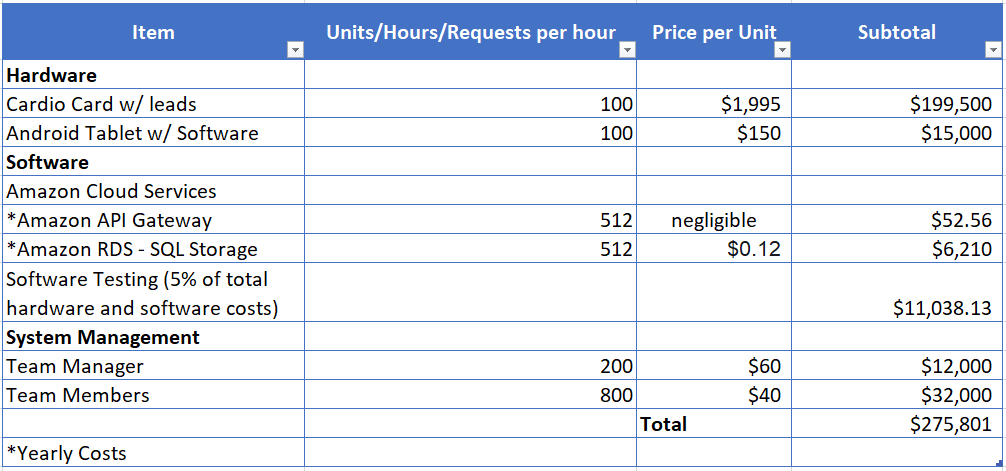 Item Units/Hours/Requests per hour Price per Unit Subtotal
Hardware
Cardio Card w/ leads 100 $1,995 $199,500
Android Tablet w/ Software 100 $150 $15,000
Software
Amazon Cloud Services
*Amazon API Gateway 512 negligible $52.56
*Amazon RDS - SQL Storage 512 $0.12 $6,210
Software Testing (5% of total
hardware and software costs) $11,038.13
System Management
Team Manager 200 $60 $12,000
Team Members 800 $40 $32,000
Total $275,801
*Yearly Costs